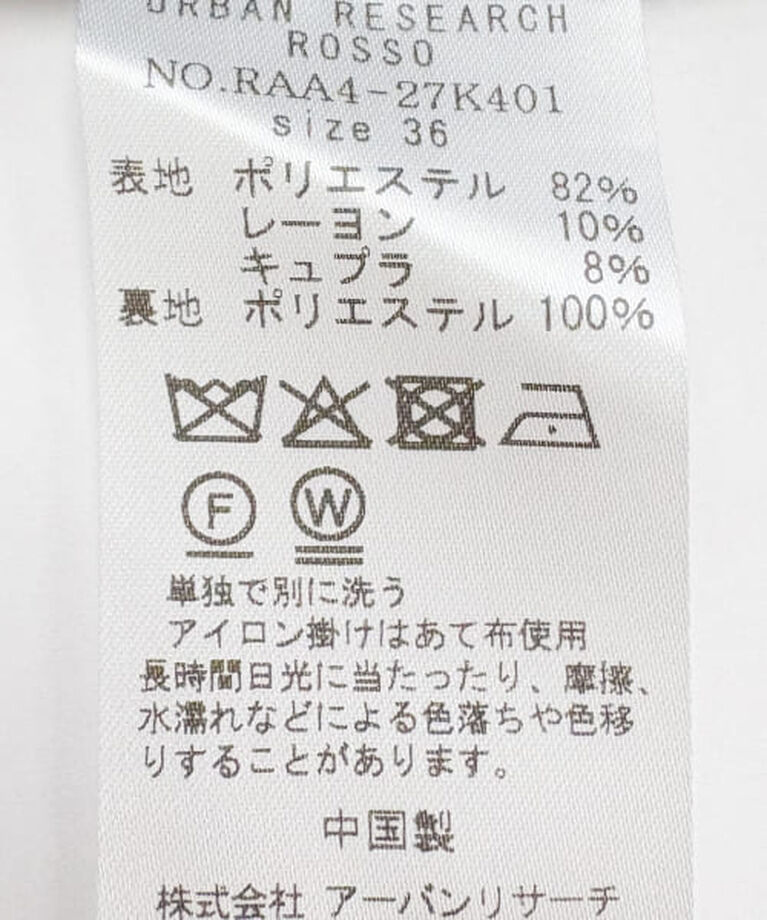 URBAN RESEARCH
ROSSO
NO.RAA4-27K401
size 36
表地 ポリエステル 82%
レーヨン 10%
キュプラ 8%
裏地 ポリエステル 100%
F W
単独で別に洗う
アイロン掛けはあて布使用
長時間日光に当たったり、摩擦、
水濡れなどによる色落ちや色移
りすることがあります。
中国製
株式会社 アーバンリサーチ